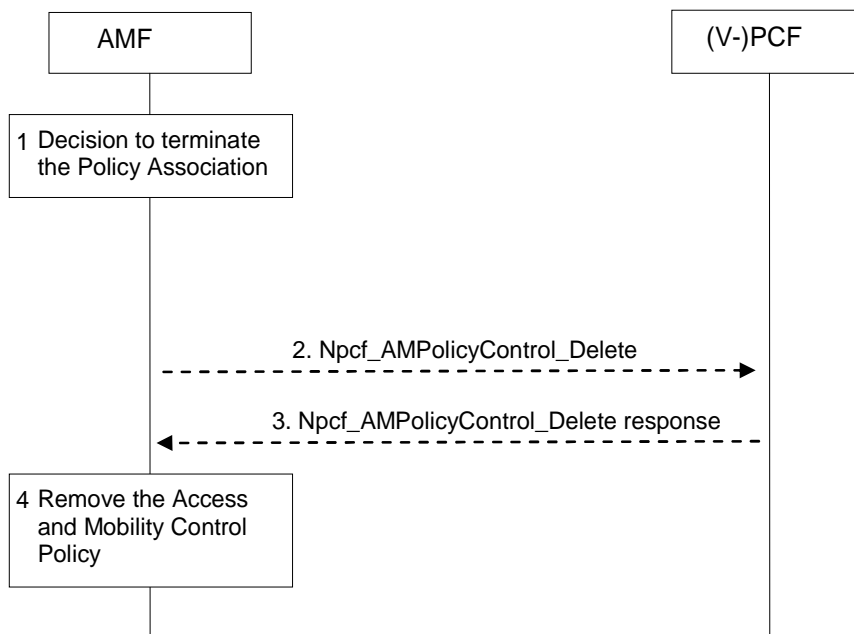 AMF
(V-)PCF
1 Decision to terminate
the Policy Association
2. Npcf_AMPolicyControl_Delete
3. Npcf_AMPolicyControl_Delete response
4 Remove the Access
and Mobility Control
Policy